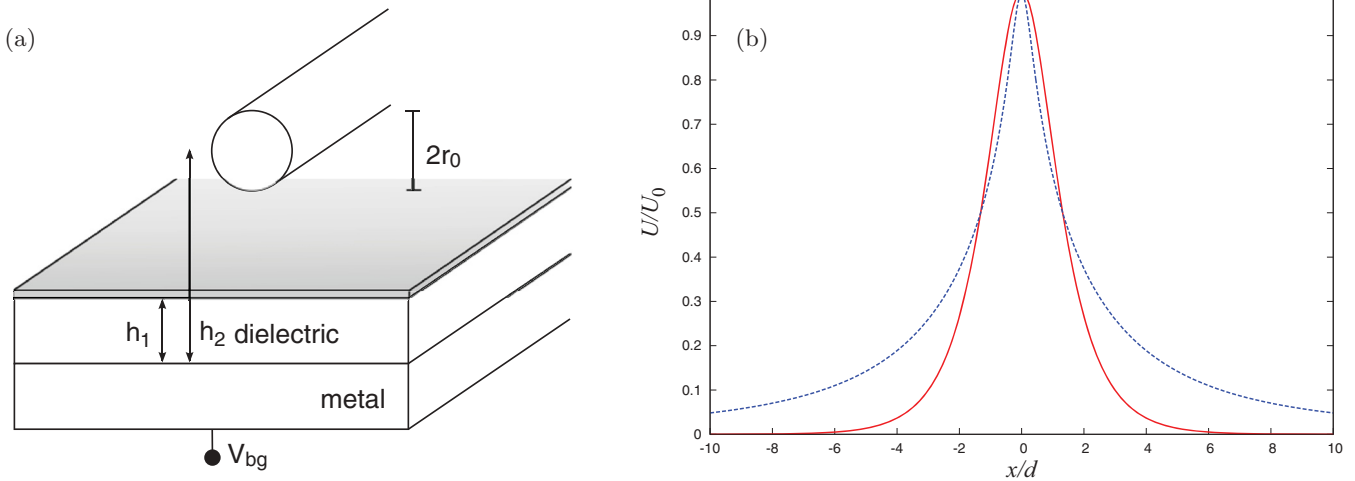 (a)
2r₀
h₁
h₂ dielectric
metal
V_bg
(b)
U/U₀
0.9
0.8
0.7
0.6
0.5
0.4
0.3
0.2
0.1
0
-10 -8 -6 -4 -2 0 2 4 6 8 10
x/d